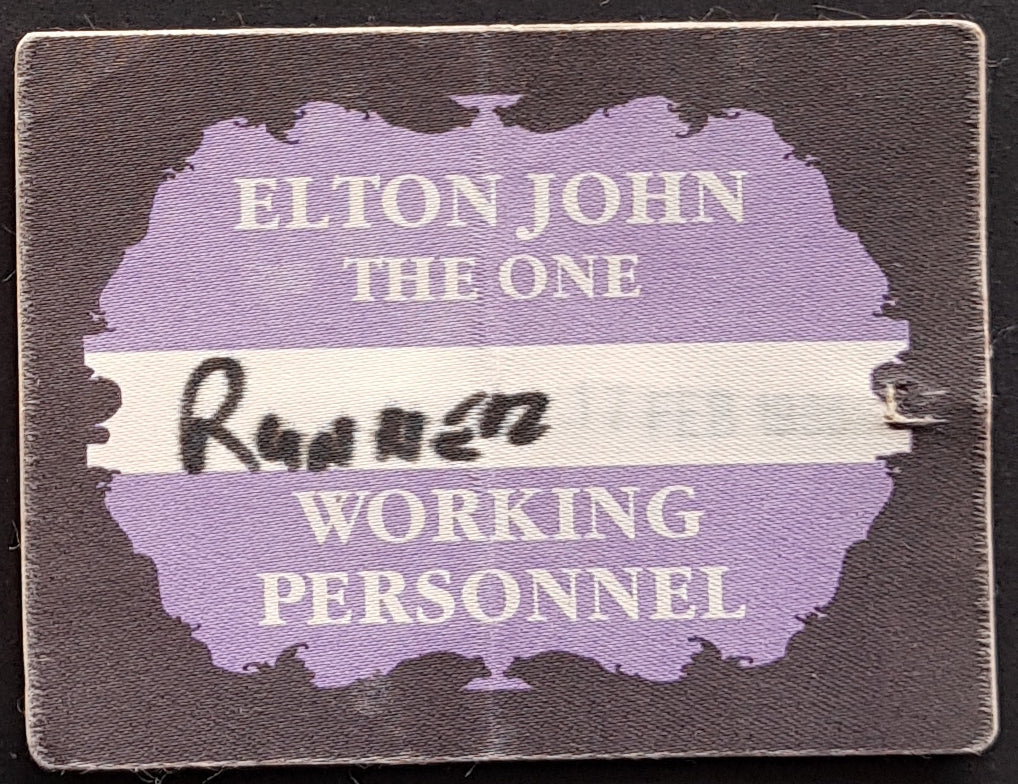 ELTON JOHN
THE ONE
RUNNER
WORKING
PERSONNEL